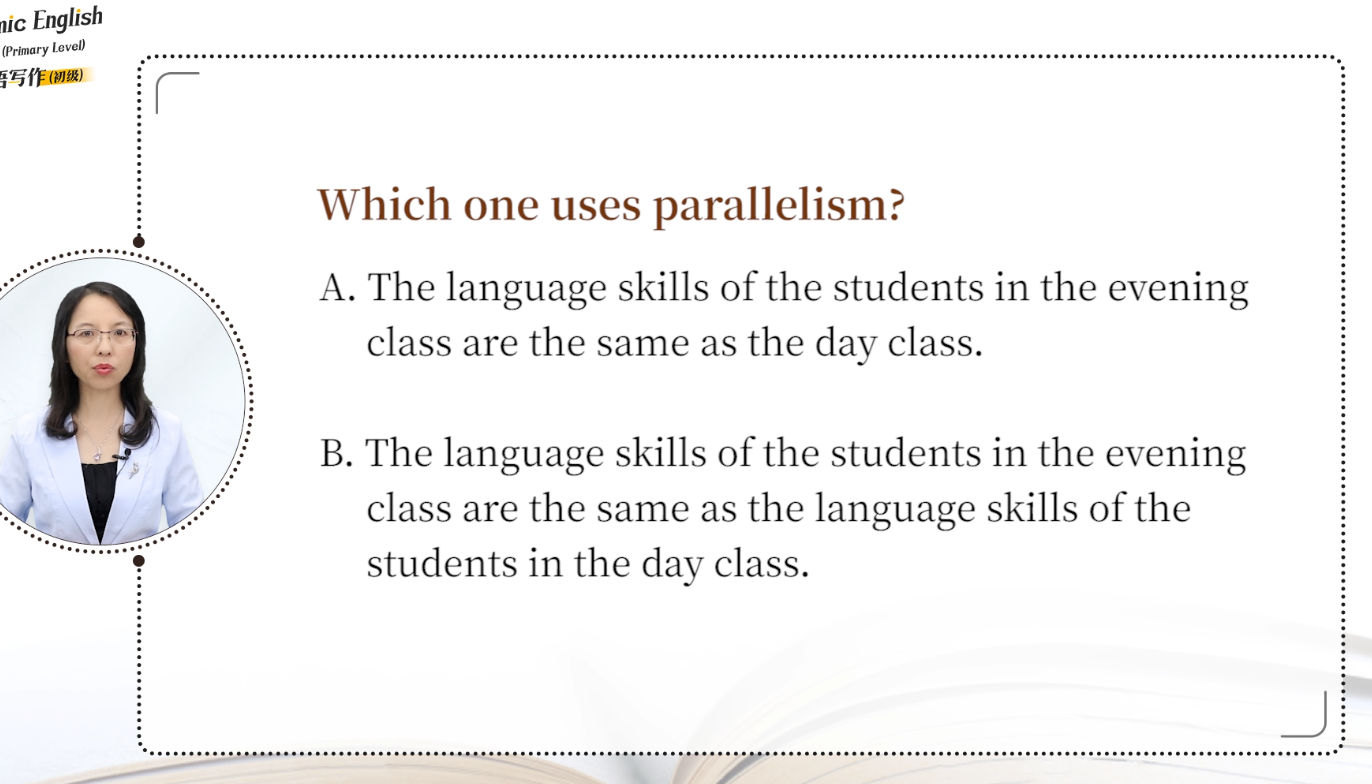 English
(Primary Level)
写作(初级)
Which one uses parallelism?
A. The language skills of the students in the evening
class are the same as the day class.
B. The language skills of the students in the evening
class are the same as the language skills of the
students in the day class.